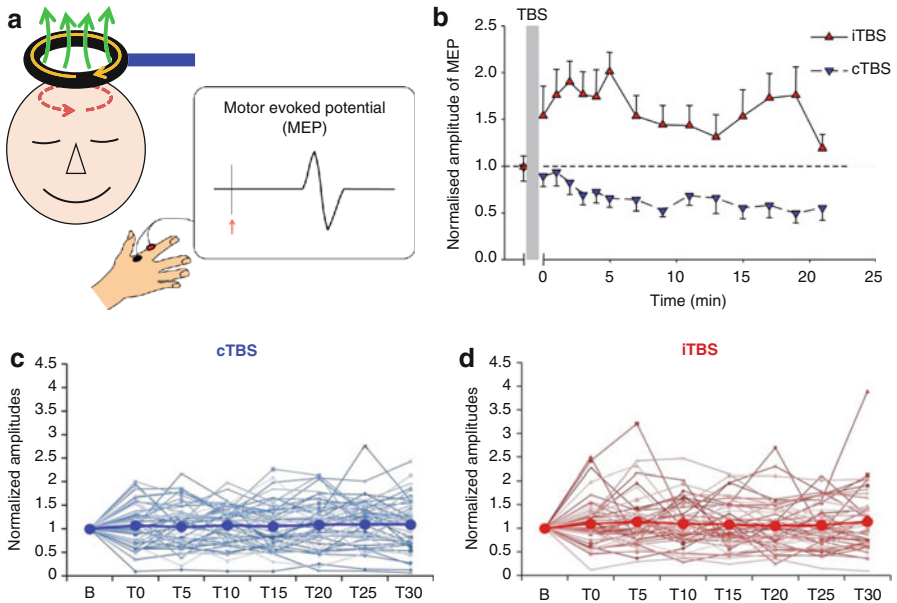 a
Motor evoked potential
(MEP)
b
TBS
Normalised amplitude of MEP
2.5
2.0
1.5
1.0
0.5
0.0
0 5 10 15 20 25
Time (min)
iTBS
cTBS
c
cTBS
Normalized amplitudes
4.5
4
3.5
3
2.5
2
1.5
1
0.5
0
B T0 T5 T10 T15 T20 T25 T30
d
iTBS
Normalized amplitudes
4.5
4
3.5
3
2.5
2
1.5
1
0.5
0
B T0 T5 T10 T15 T20 T25 T30